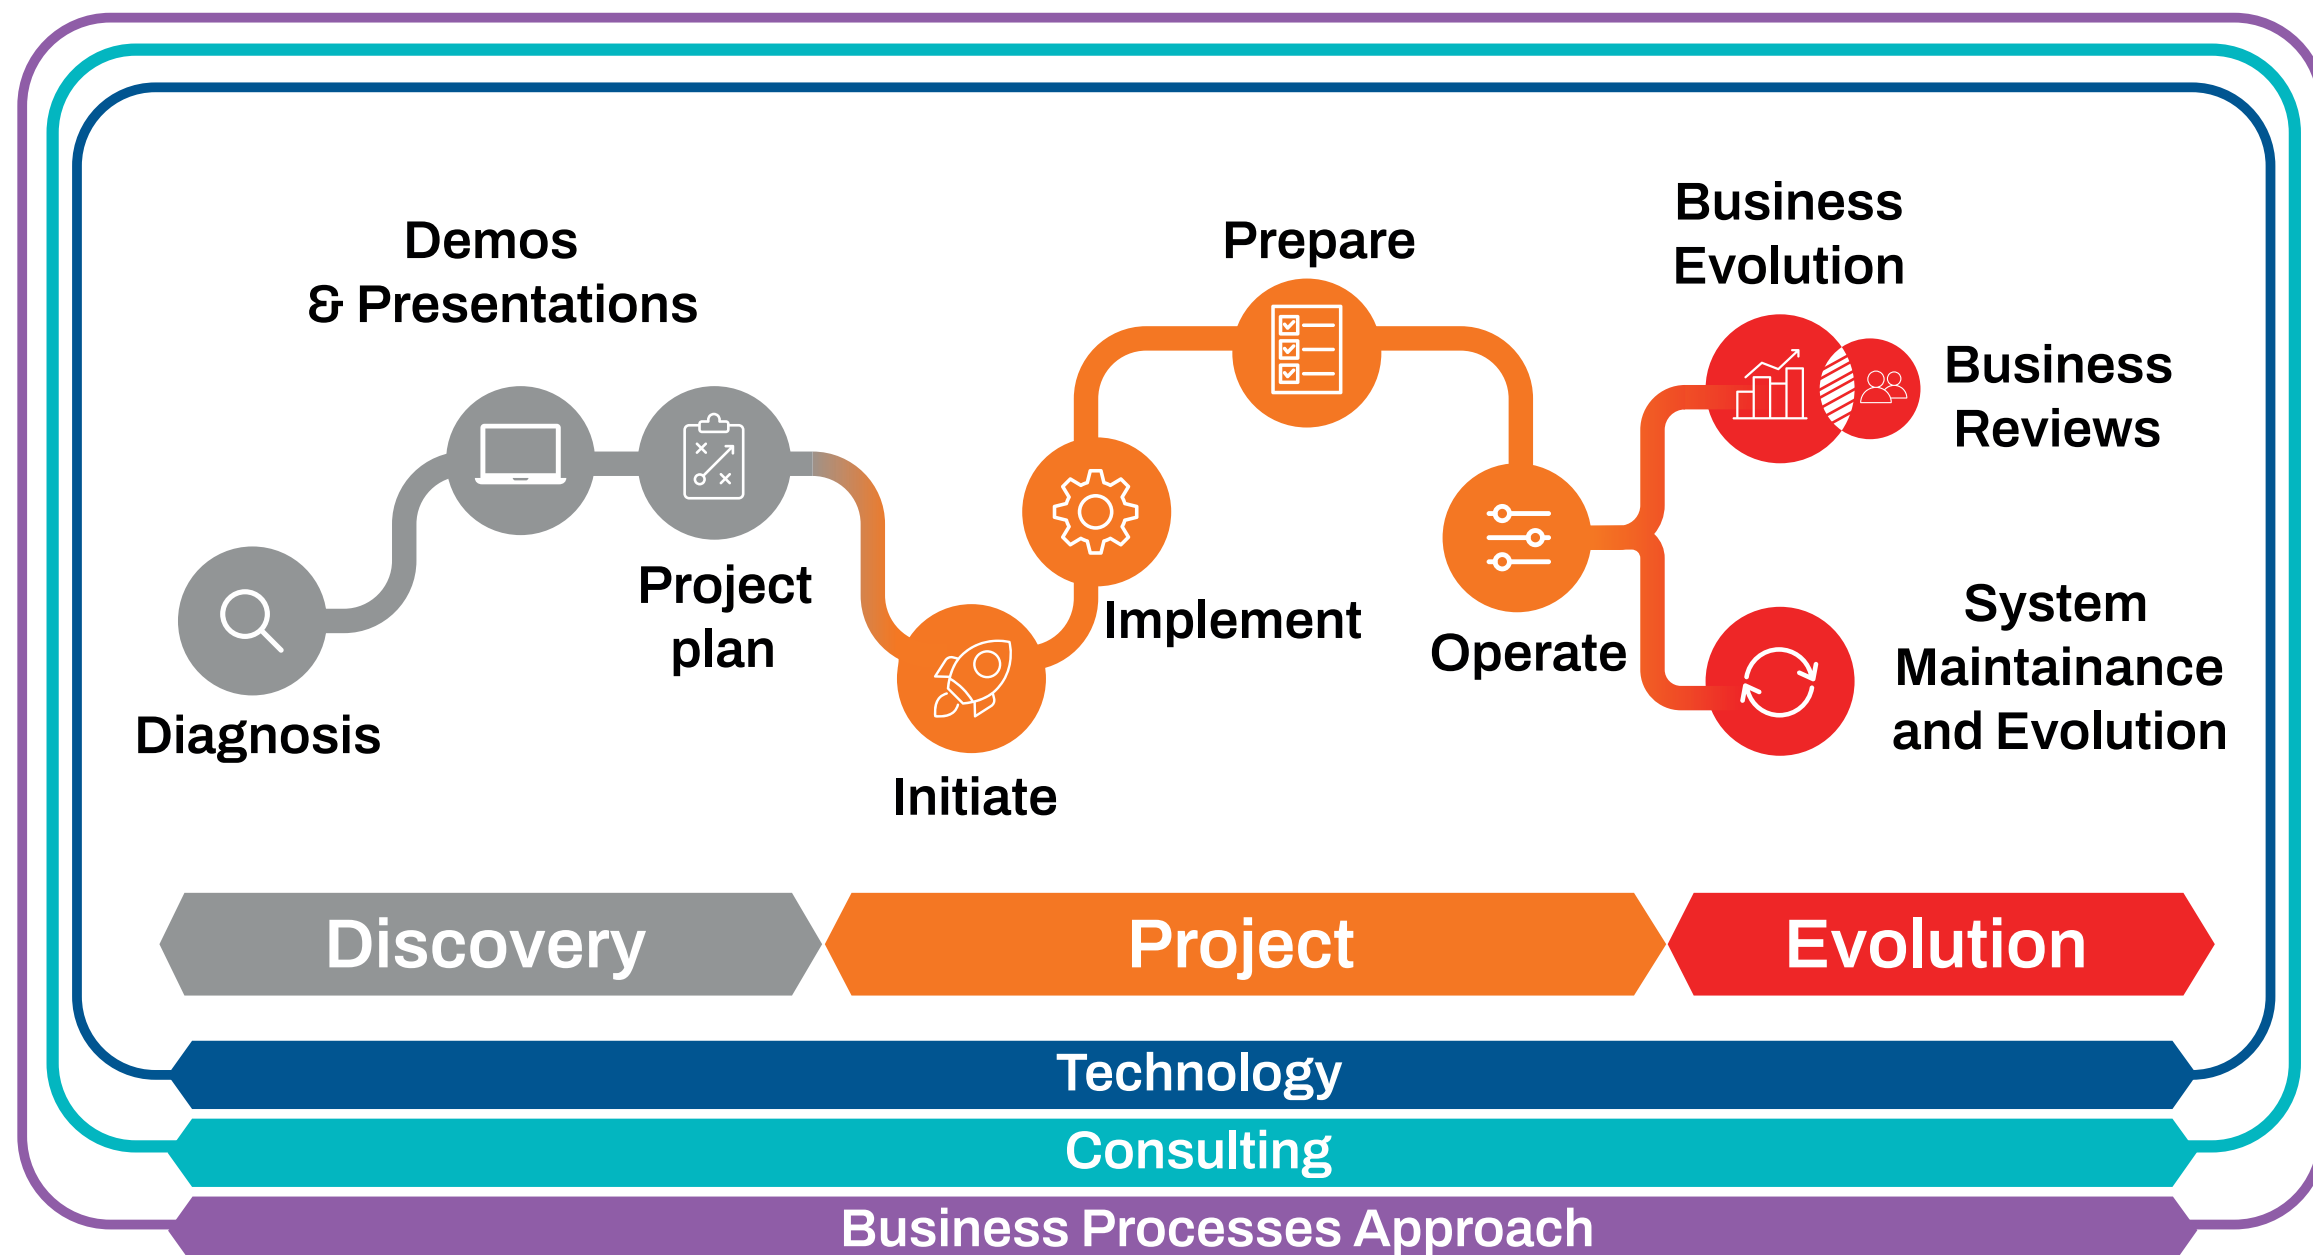 Demos
& Presentations
Diagnosis
Project
plan
Initiate
Implement
Prepare
Operate
Business
Evolution
Business
Reviews
System
Maintainance
and Evolution
Discovery
Project
Evolution
Technology
Consulting
Business Processes Approach